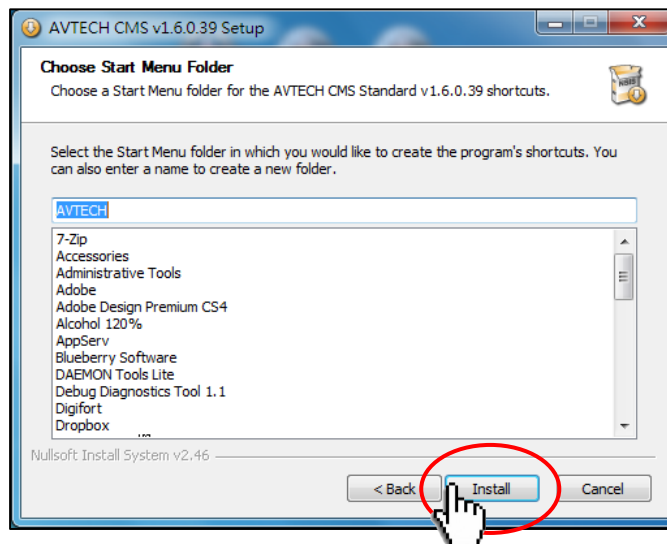 AVTECH CMS v1.6.0.39 Setup
Choose Start Menu Folder
Choose a Start Menu folder for the AVTECH CMS Standard v1.6.0.39 shortcuts.
Select the Start Menu folder in which you would like to create the program's shortcuts. You
can also enter a name to create a new folder.
AVTECH
7-Zip
Accessories
Administrative Tools
Adobe
Adobe Design Premium CS4
Alcohol 120%
AppServ
Blueberry Software
DAEMON Tools Lite
Debug Diagnostics Tool 1.1
Digifort
Dropbox
Nullsoft Install System v2.46
< Back
Install
Cancel